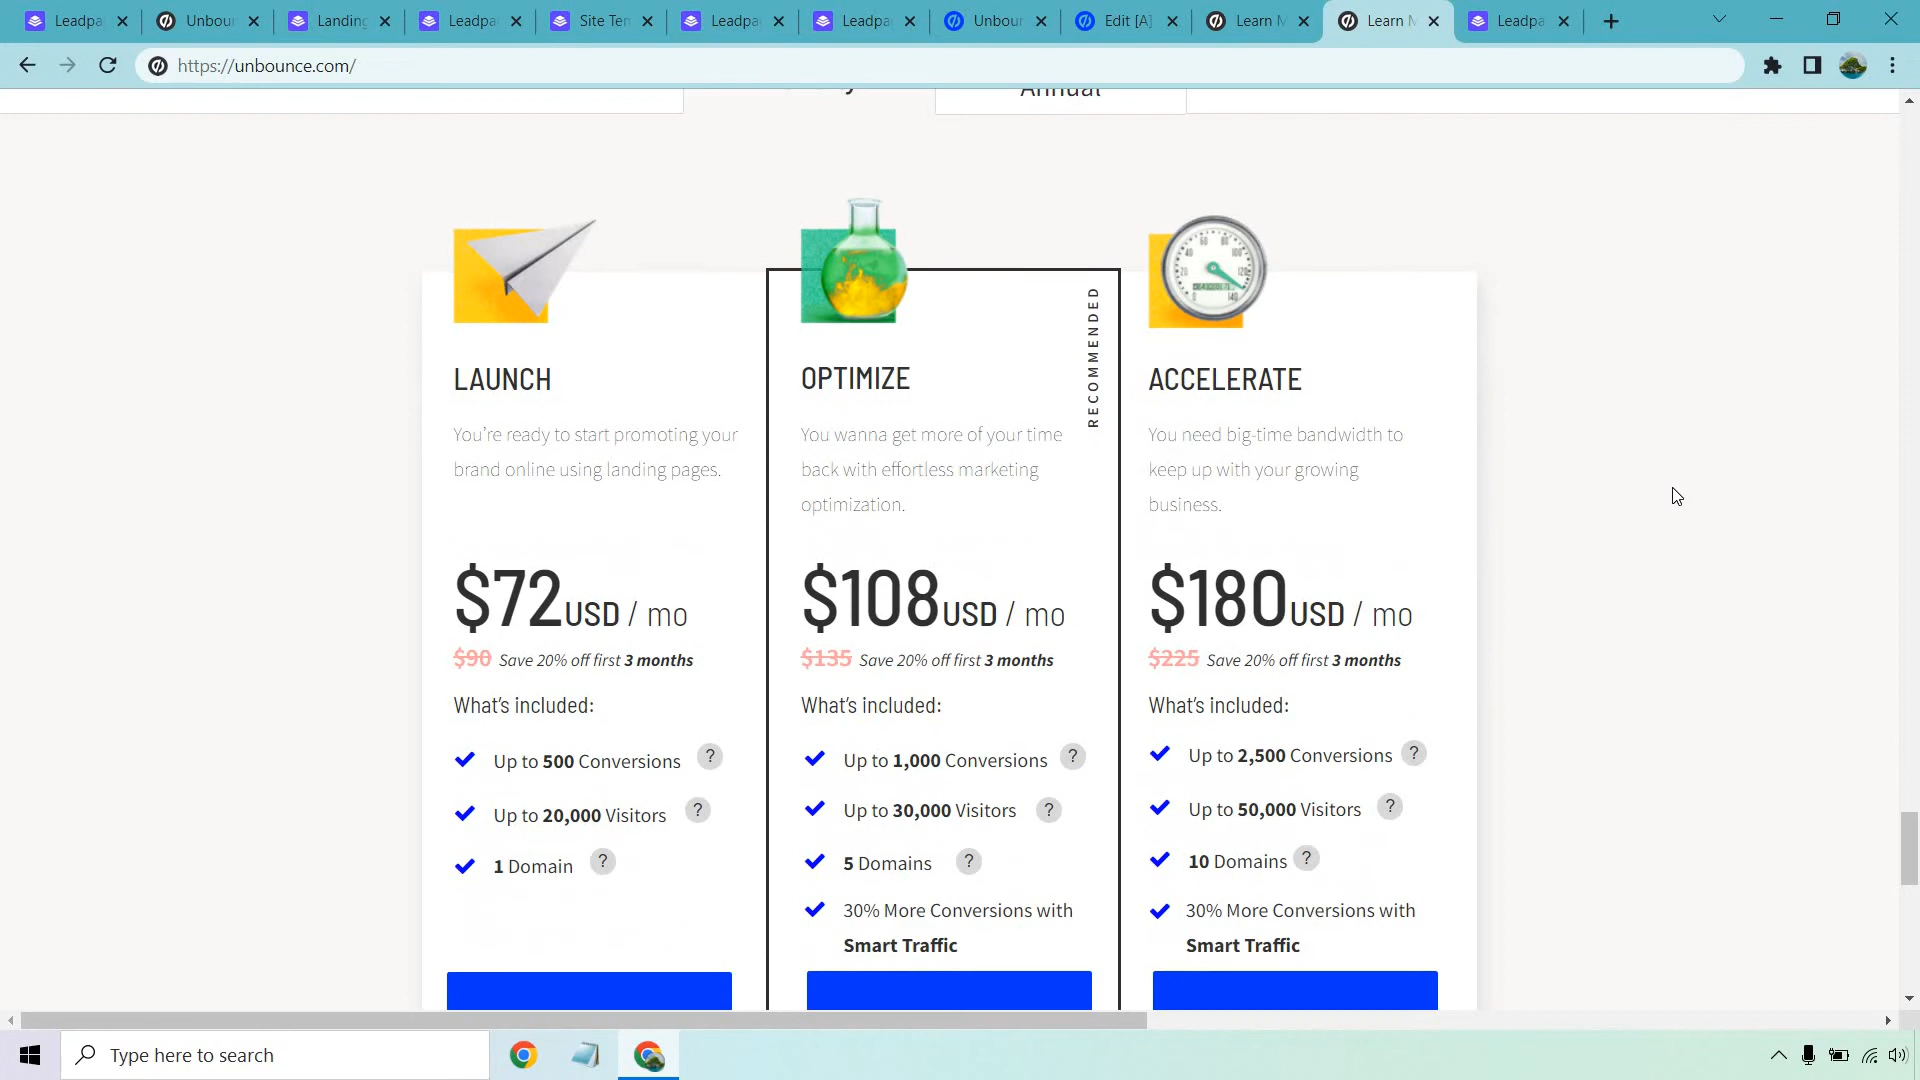 Leadpa
Unboun
Landing
Leadpa
Site Tem
Leadpa
Leadpa
Unboun
Edit [A]
Learn M
Learn M
Leadpa
https://unbounce.com/
Annual
LAUNCH
You're ready to start promoting your
brand online using landing pages.
$72USD / mo
$90 Save 20% off first 3 months
What's included:
Up to 500 Conversions ?
Up to 20,000 Visitors ?
1 Domain ?
OPTIMIZE
RECOMMENDED
You wanna get more of your time
back with effortless marketing
optimization.
$108USD / mo
$135 Save 20% off first 3 months
What's included:
Up to 1,000 Conversions ?
Up to 30,000 Visitors ?
5 Domains ?
30% More Conversions with
Smart Traffic
ACCELERATE
You need big-time bandwidth to
keep up with your growing
business.
$180USD / mo
$225 Save 20% off first 3 months
What's included:
Up to 2,500 Conversions ?
Up to 50,000 Visitors ?
10 Domains ?
30% More Conversions with
Smart Traffic
Type here to search